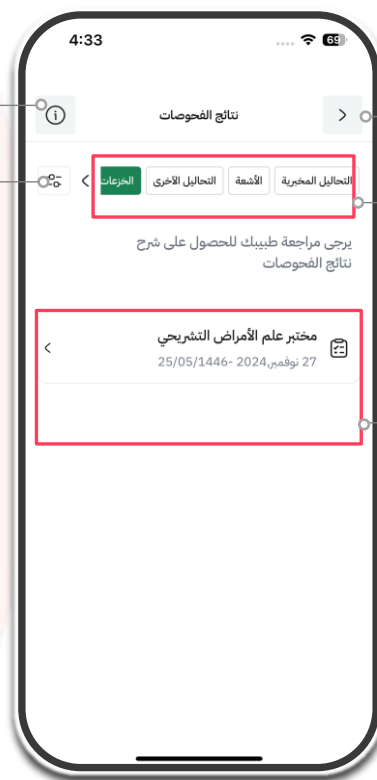 4:33
69
نتائج الفحوصات
التحاليل المخبرية الأشعة التحاليل الآخرى الخزعات
يرجى مراجعة طبيبك للحصول على شرح
نتائج الفحوصات
مختبر علم الأمراض التشريحي
27 نوفمبر,2024 -25/05/1446